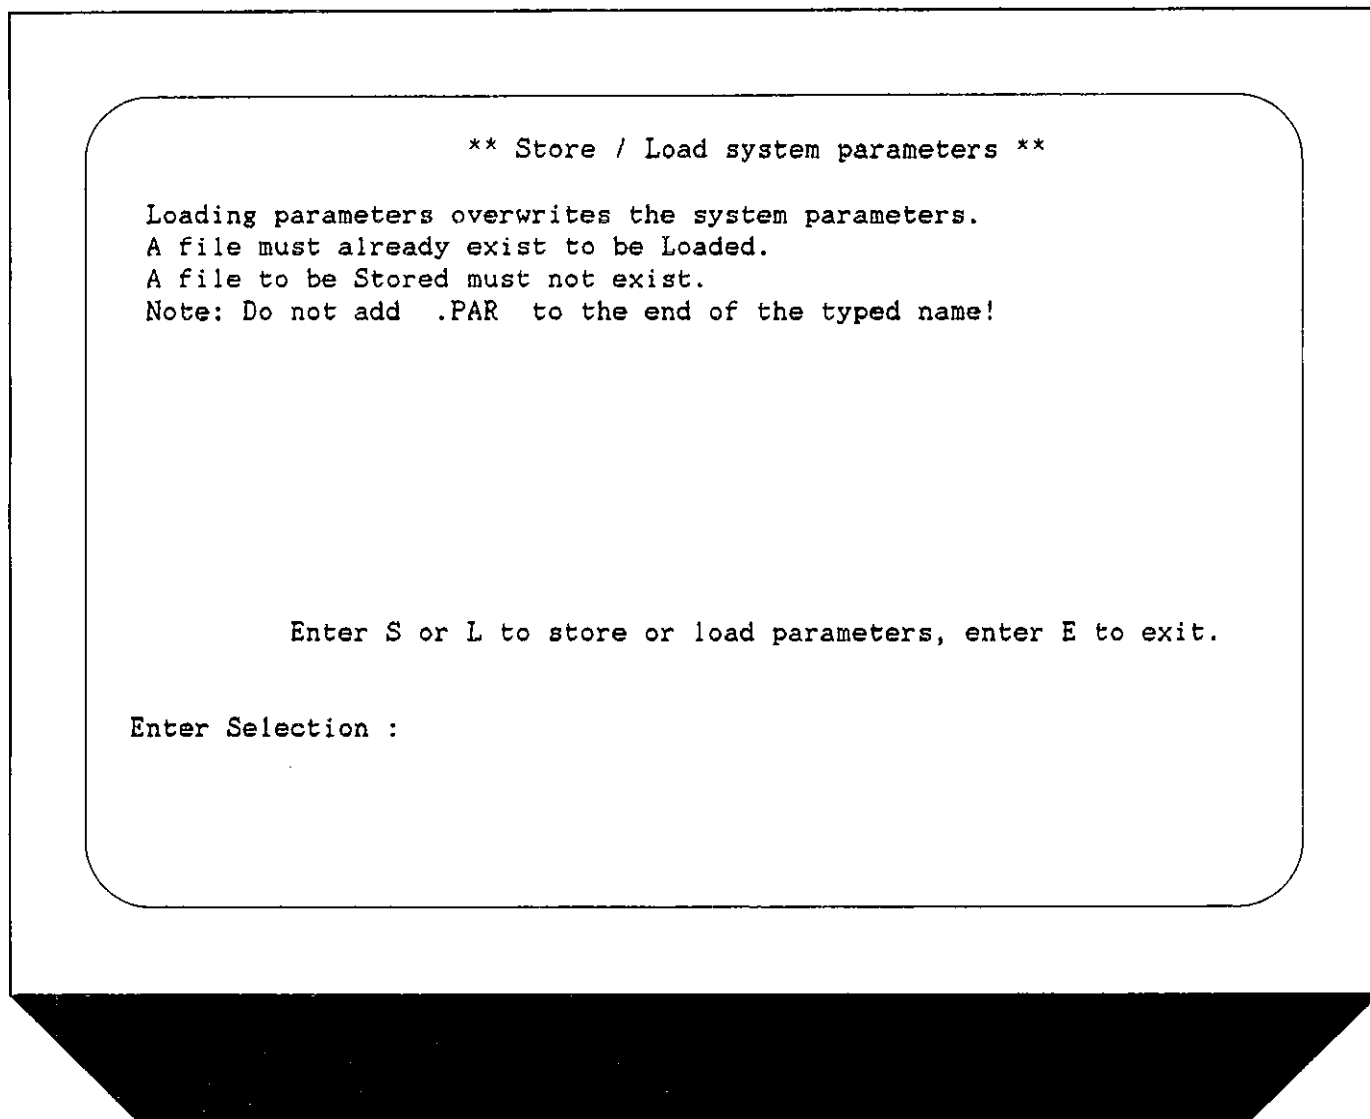 ** Store / Load system parameters **
Loading parameters overwrites the system parameters.
A file must already exist to be Loaded.
A file to be Stored must not exist.
Note: Do not add  .PAR  to the end of the typed name!
Enter S or L to store or load parameters, enter E to exit.
Enter Selection :